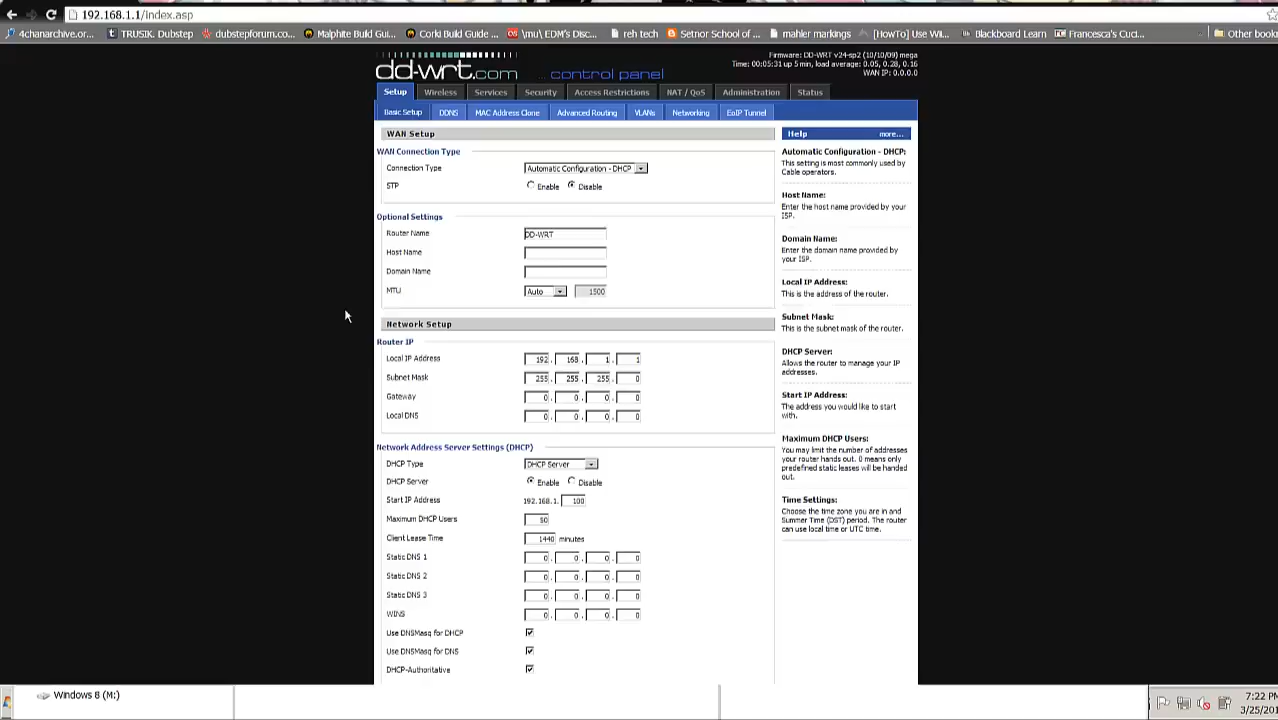 192.168.1.1/index.asp
4chanarchive.or... TRUSIK. Dubstep dubstepforum.co... Malphite Build Gui... Corki Build Guide ... \mu\ EDM's Disc... reh tech Setnor School of ... mahler markings [HowTo] Use Wi... Blackboard Learn Francesca's Cuci... Other book
dd-wrt.com ... control panel
Firmware: DD-WRT v24-sp2 (10/10/09) mega
Time: 00:05:31 up 5 min, load average: 0.05, 0.28, 0.16
WAN IP: 0.0.0.0
Setup Wireless Services Security Access Restrictions NAT / QoS Administration Status
Basic Setup DDNS MAC Address Clone Advanced Routing VLANs Networking EoIP Tunnel
WAN Setup
WAN Connection Type
Connection Type Automatic Configuration - DHCP
STP Enable Disable
Optional Settings
Router Name DD-WRT
Host Name
Domain Name
MTU Auto 1500
Network Setup
Router IP
Local IP Address 192 . 168 . 1 . 1
Subnet Mask 255 . 255 . 255 . 0
Gateway 0 . 0 . 0 . 0
Local DNS 0 . 0 . 0 . 0
Network Address Server Settings (DHCP)
DHCP Type DHCP Server
DHCP Server Enable Disable
Start IP Address 192.168.1. 100
Maximum DHCP Users 50
Client Lease Time 1440 minutes
Static DNS 1 0 . 0 . 0 . 0
Static DNS 2 0 . 0 . 0 . 0
Static DNS 3 0 . 0 . 0 . 0
WINS 0 . 0 . 0 . 0
Use DNSMasq for DHCP
Use DNSMasq for DNS
DHCP-Authoritative
Help more...
Automatic Configuration - DHCP:
This setting is most commonly used by
Cable operators.
Host Name:
Enter the host name provided by your
ISP.
Domain Name:
Enter the domain name provided by
your ISP.
Local IP Address:
This is the address of the router.
Subnet Mask:
This is the subnet mask of the router.
DHCP Server:
Allows the router to manage your IP
addresses.
Start IP Address:
The address you would like to start
with.
Maximum DHCP Users:
You may limit the number of addresses
your router hands out. 0 means only
predefined static leases will be handed
out.
Time Settings:
Choose the time zone you are in and
Summer Time (DST) period. The router
can use local time or UTC time.
Windows 8 (M:)
7:22 PM
3/25/201